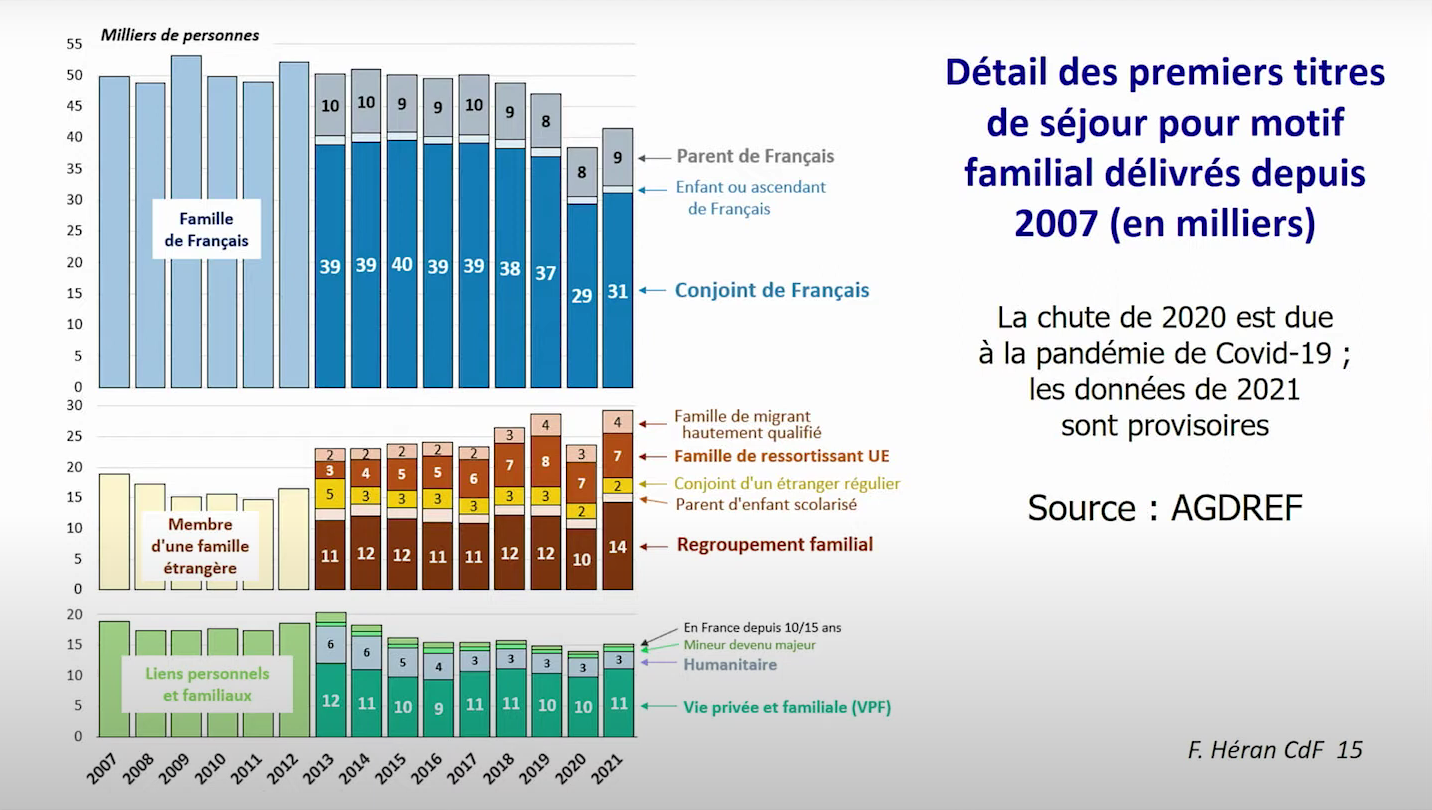 Milliers de personnes
55
50
45
40
35
30
25
20
15
10
5
0
Famille
de Français
10 10 9 9 10 9 8 8 9
39 39 40 39 39 38 37 29 31
Parent de Français
Enfant ou ascendant
de Français
Conjoint de Français
30
25
20
15
10
5
0
Membre
d'une famille
étrangère
2 2 2 2 2 3 4 3 4
3 4 5 5 6 7 8 7 7
5 3 3 3 3 3 3 2 2
11 12 12 11 11 12 12 10 14
Famille de migrant
hautement qualifié
Famille de ressortissant UE
Conjoint d'un étranger régulier
Parent d'enfant scolarisé
Regroupement familial
20
15
10
5
0
Liens personnels
et familiaux
6 6 5 4 3 3 3 3 3
12 11 10 9 11 11 10 10 11
En France depuis 10/15 ans
Mineur devenu majeur
Humanitaire
Vie privée et familiale (VPF)
2007 2008 2009 2010 2011 2012 2013 2014 2015 2016 2017 2018 2019 2020 2021
Détail des premiers titres
de séjour pour motif
familial délivrés depuis
2007 (en milliers)
La chute de 2020 est due
à la pandémie de Covid-19 ;
les données de 2021
sont provisoires
Source : AGDREF
F. Héran CdF 15